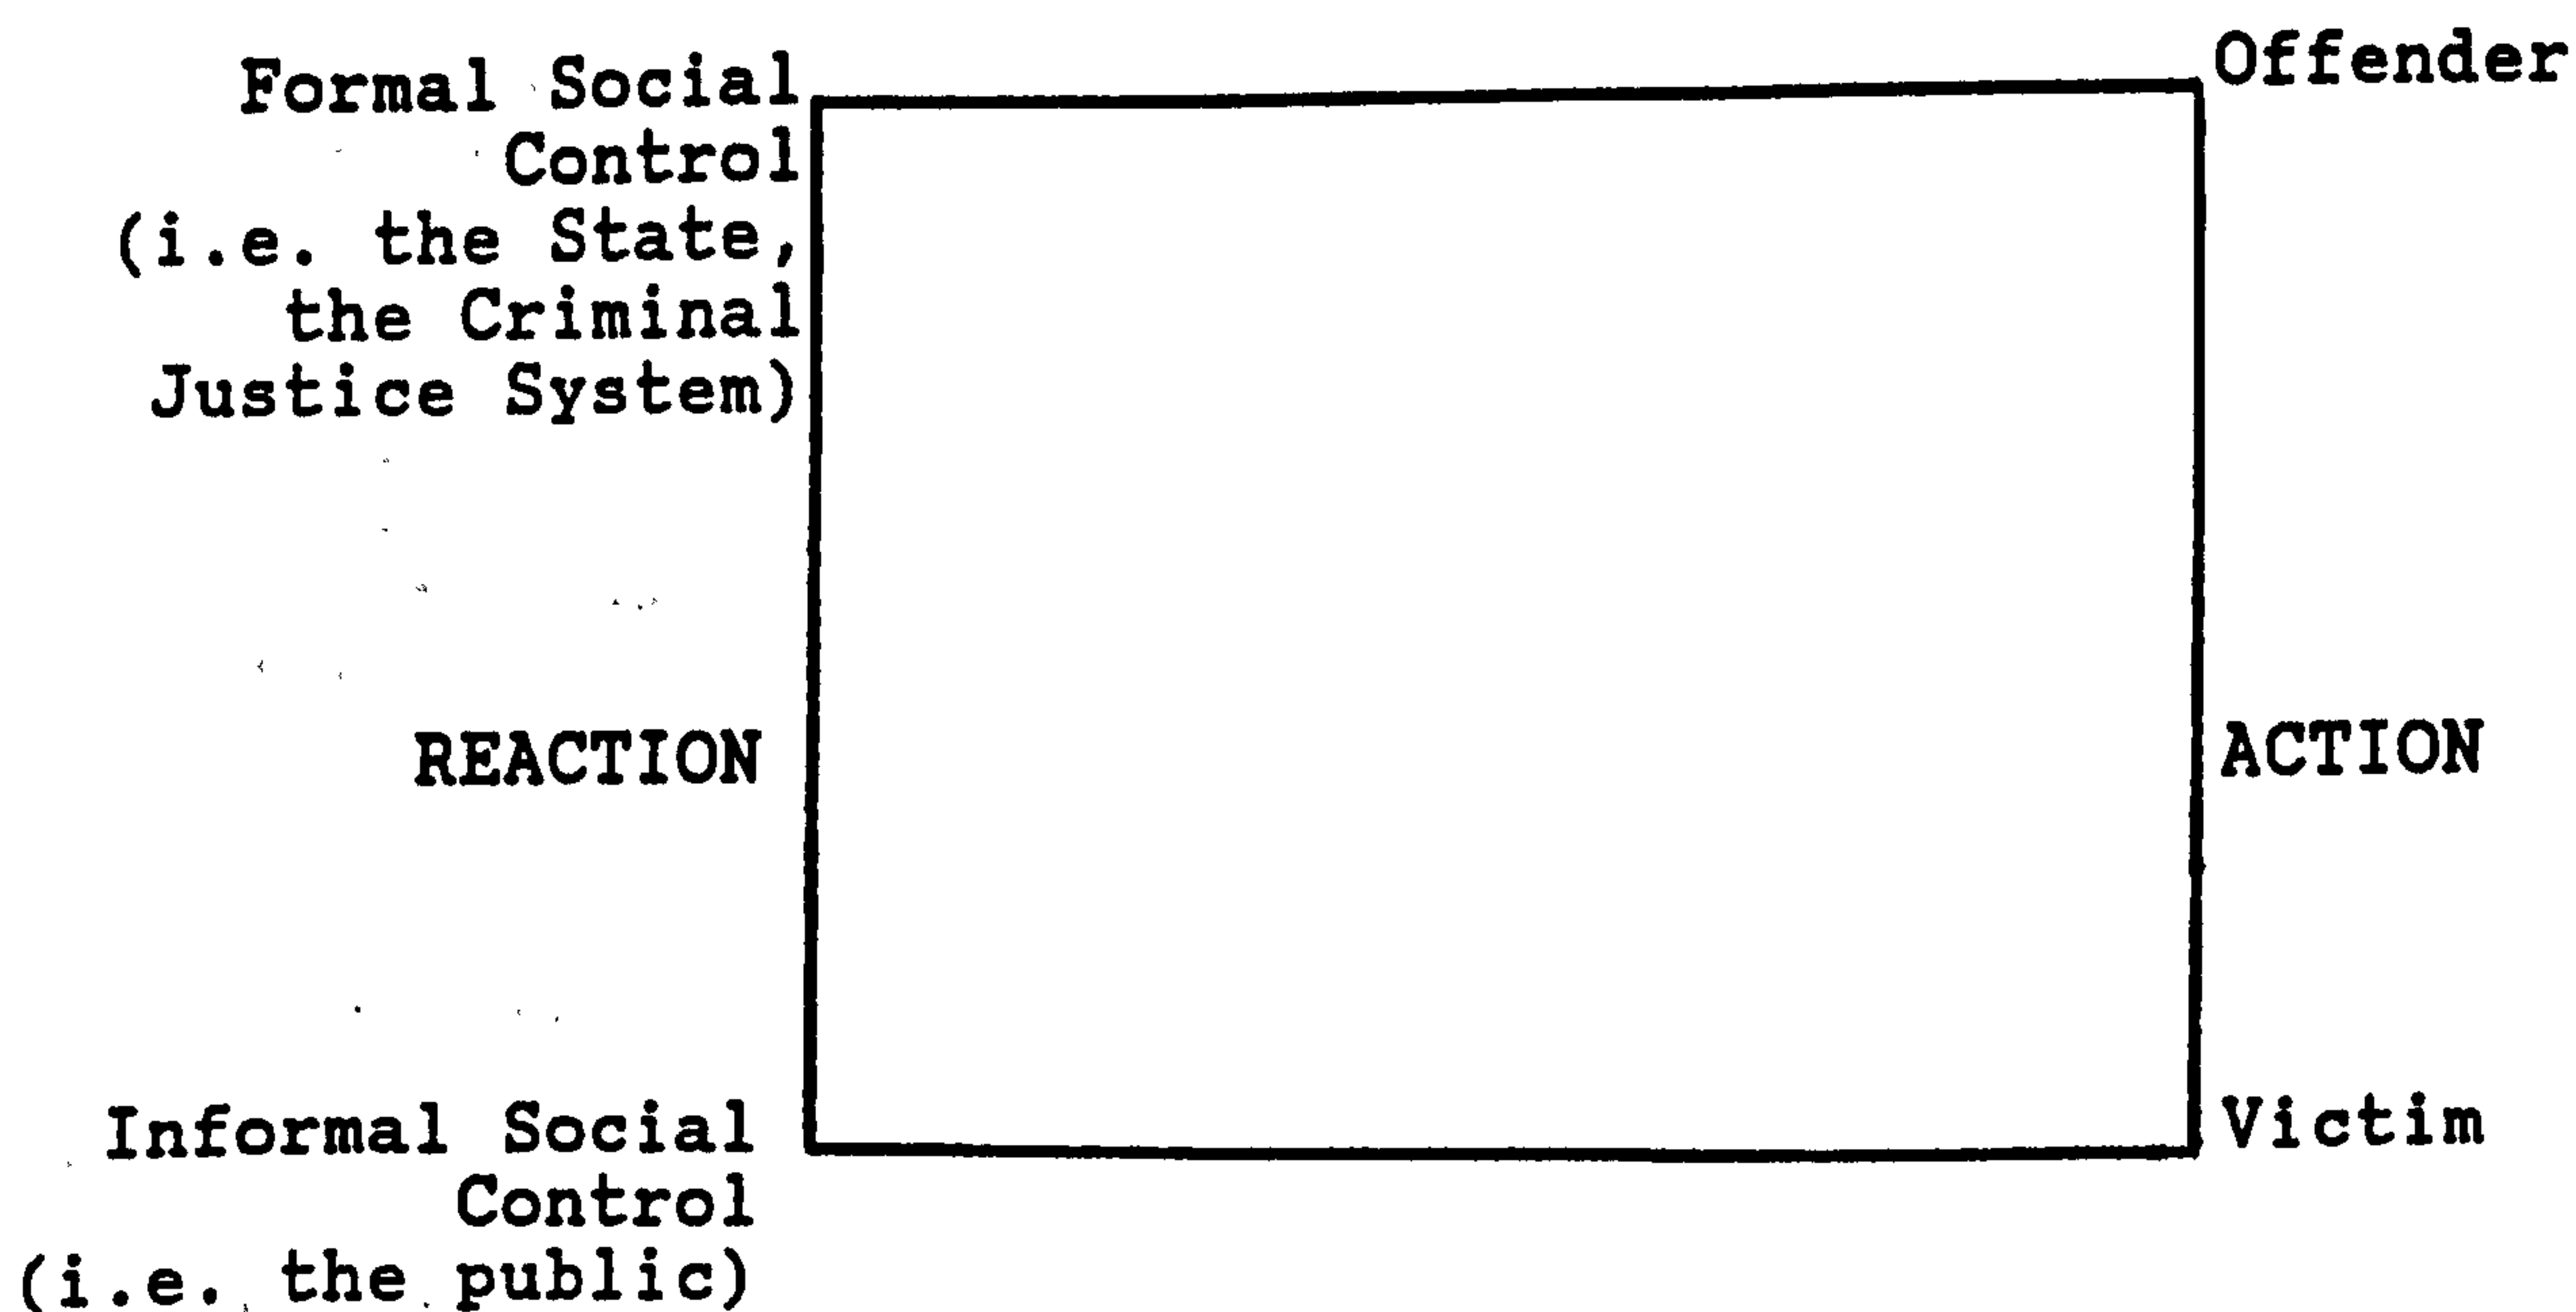 Formal Social
Control
(i.e. the State,
the Criminal
Justice System)
Offender
REACTION
ACTION
Informal Social
Control
(i.e. the public)
Victim